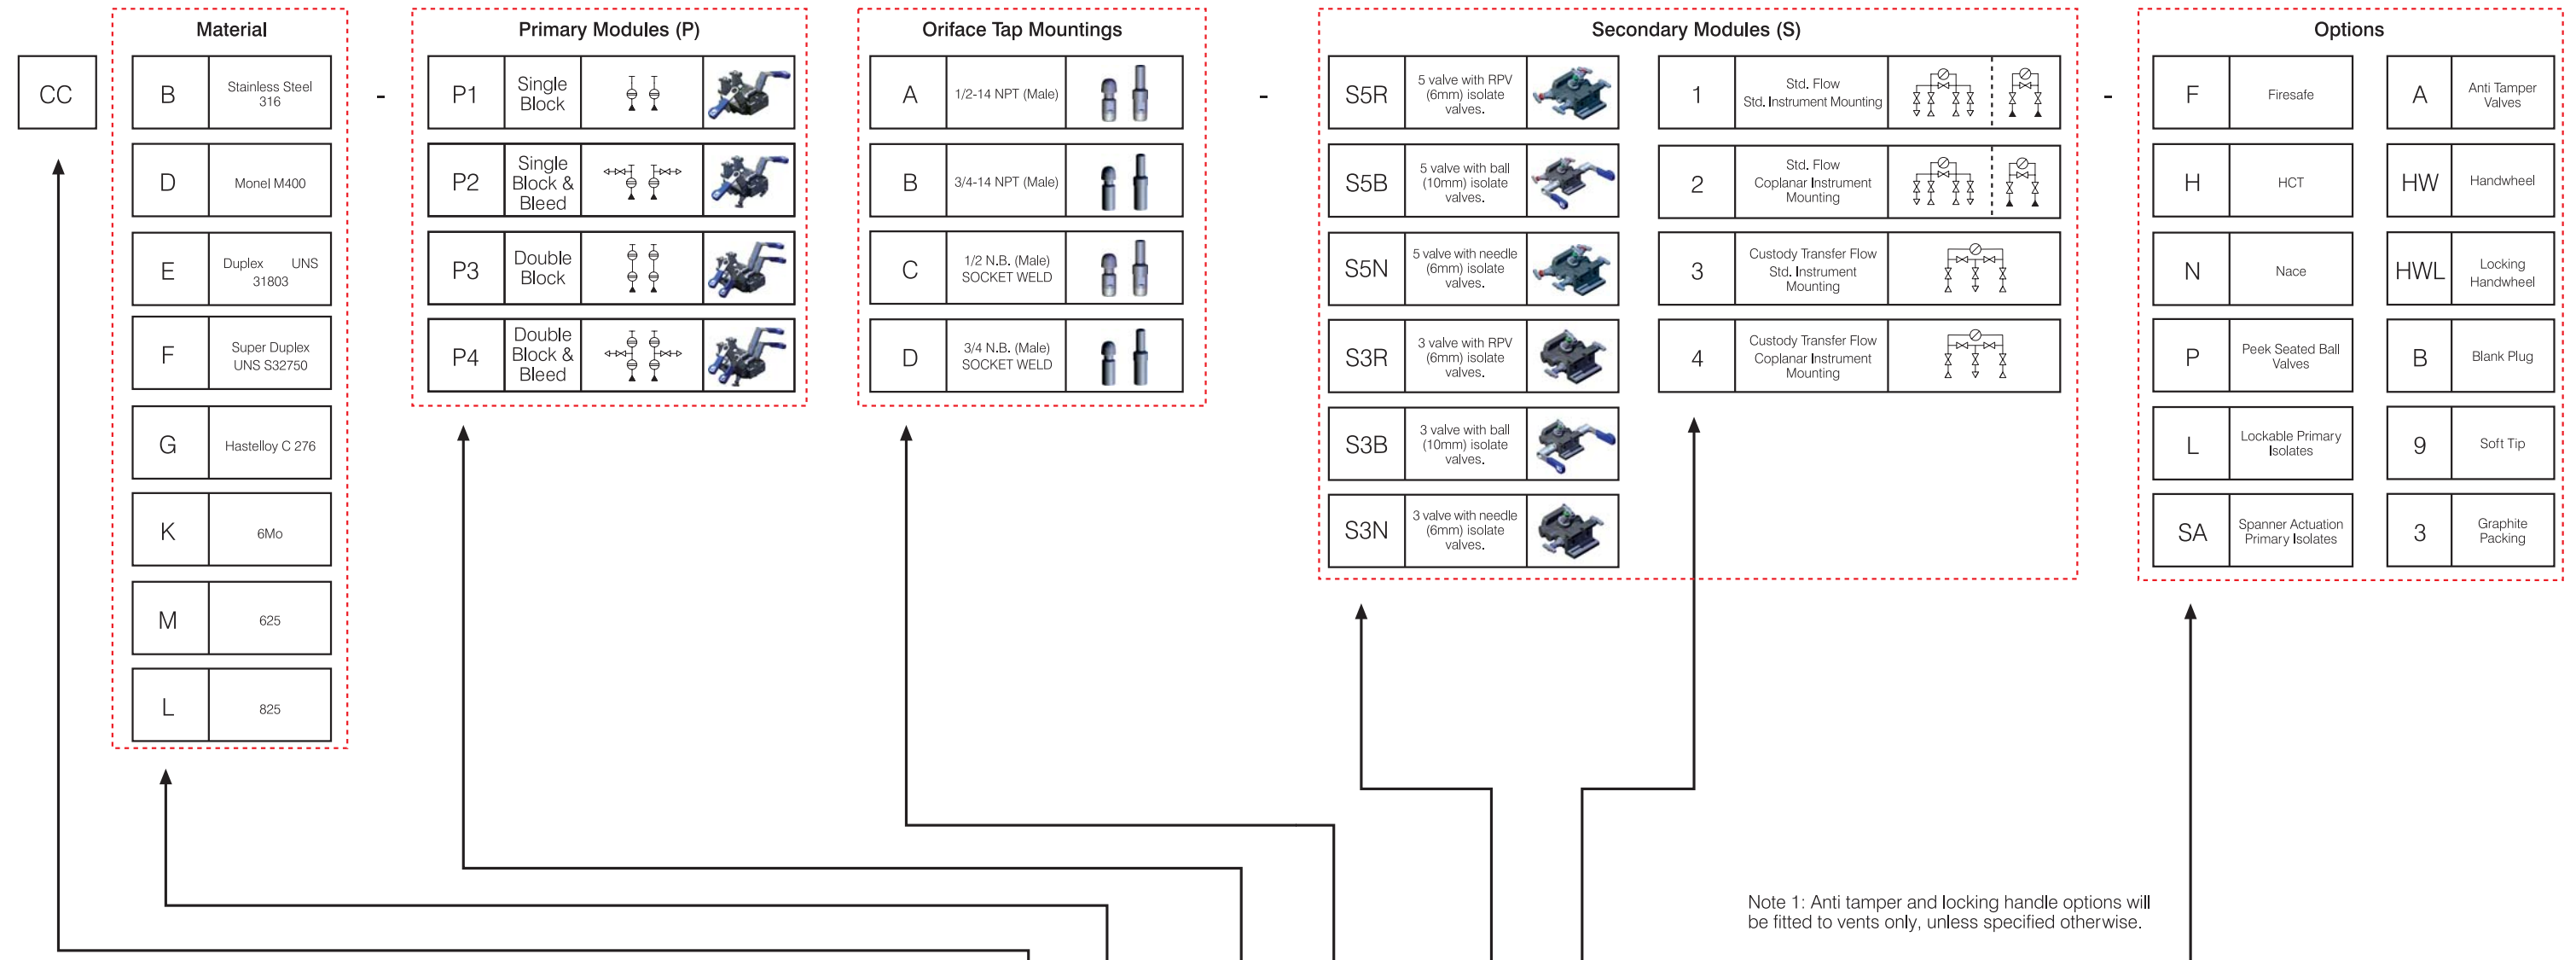 CC
Material
B
Stainless Steel
316
D
Monel M400
E
Duplex UNS
31803
F
Super Duplex
UNS S32750
G
Hastelloy C 276
K
6Mo
M
625
L
825
-
Primary Modules (P)
P1
Single
Block
P2
Single
Block &
Bleed
P3
Double
Block
P4
Double
Block &
Bleed
Oriface Tap Mountings
A
1/2-14 NPT (Male)
B
3/4-14 NPT (Male)
C
1/2 N.B. (Male)
SOCKET WELD
D
3/4 N.B. (Male)
SOCKET WELD
-
Secondary Modules (S)
S5R
5 valve with RPV
(6mm) isolate
valves.
S5B
5 valve with ball
(10mm) isolate
valves.
S5N
5 valve with needle
(6mm) isolate
valves.
S3R
3 valve with RPV
(6mm) isolate
valves.
S3B
3 valve with ball
(10mm) isolate
valves.
S3N
3 valve with needle
(6mm) isolate
valves.
1
Std. Flow
Std. Instrument Mounting
2
Std. Flow
Coplanar Instrument
Mounting
3
Custody Transfer Flow
Std. Instrument
Mounting
4
Custody Transfer Flow
Coplanar Instrument
Mounting
-
Options
F
Firesafe
H
HCT
N
Nace
P
Peek Seated Ball
Valves
L
Lockable Primary
Isolates
SA
Spanner Actuation
Primary Isolates
A
Anti Tamper
Valves
HW
Handwheel
HWL
Locking
Handwheel
B
Blank Plug
9
Soft Tip
3
Graphite
Packing
Note 1: Anti tamper and locking handle options will
be fitted to vents only, unless specified otherwise.